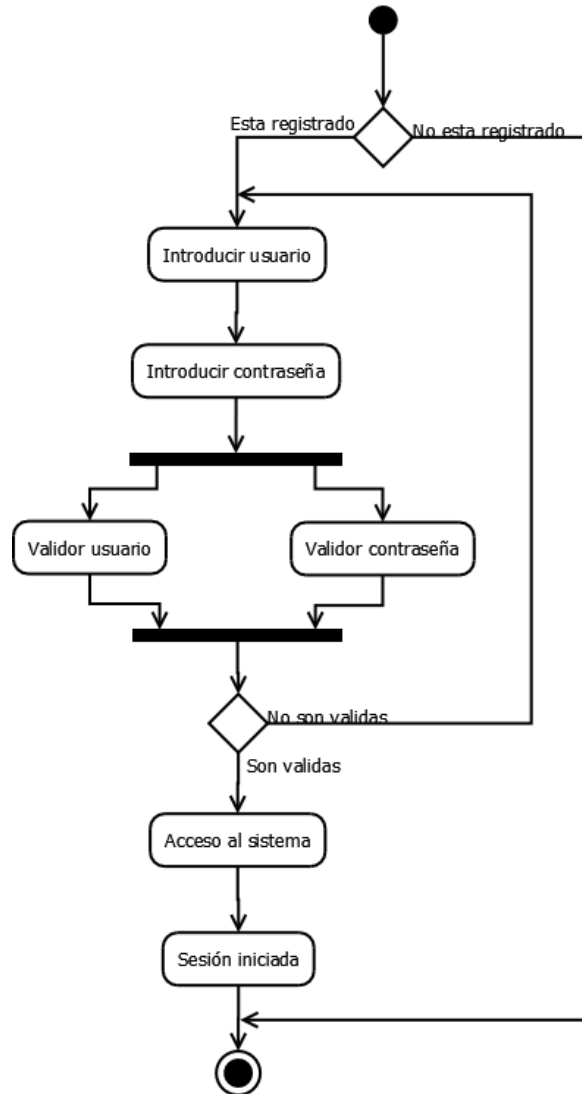 Esta registrado
No esta registrado
Introducir usuario
Introducir contraseña
Validor usuario
Validor contraseña
No son validas
Son validas
Acceso al sistema
Sesión iniciada